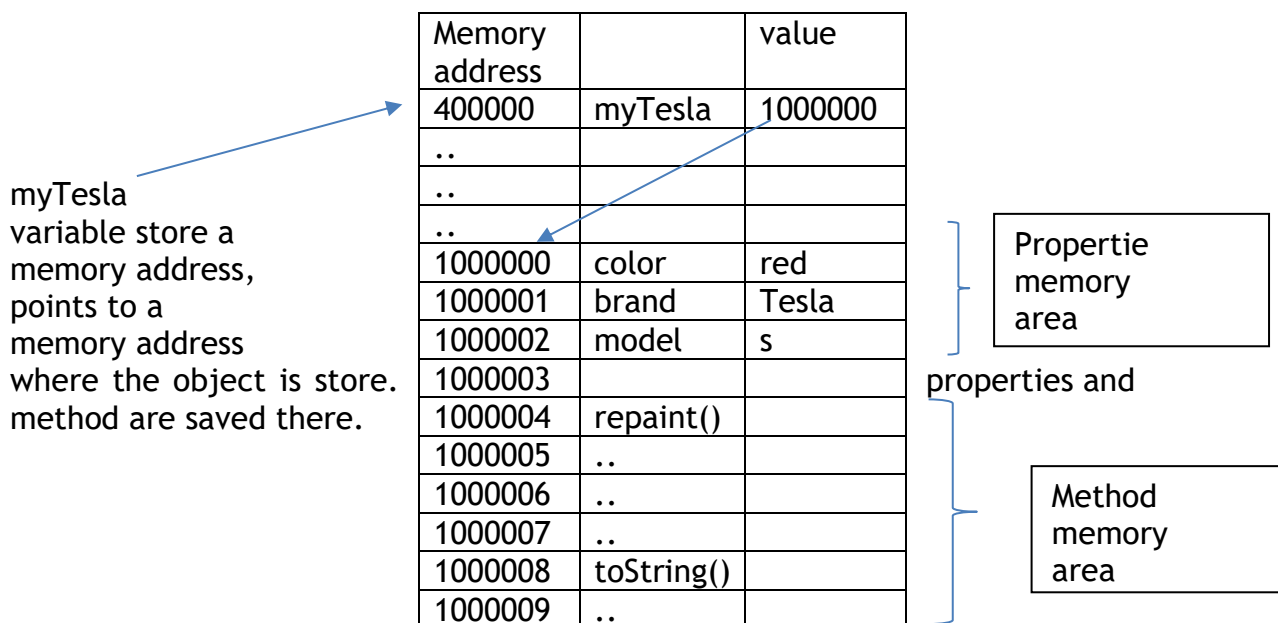 Memory address value
400000 myTesla 1000000
..
..
..
1000000 color red
1000001 brand Tesla
1000002 model s
1000003
1000004 repaint()
1000005 ..
1000006 ..
1000007 ..
1000008 toString()
1000009 ..
myTesla
variable store a
memory address,
points to a
memory address
where the object is store. properties and
method are saved there.
Propertie
memory
area
Method
memory
area